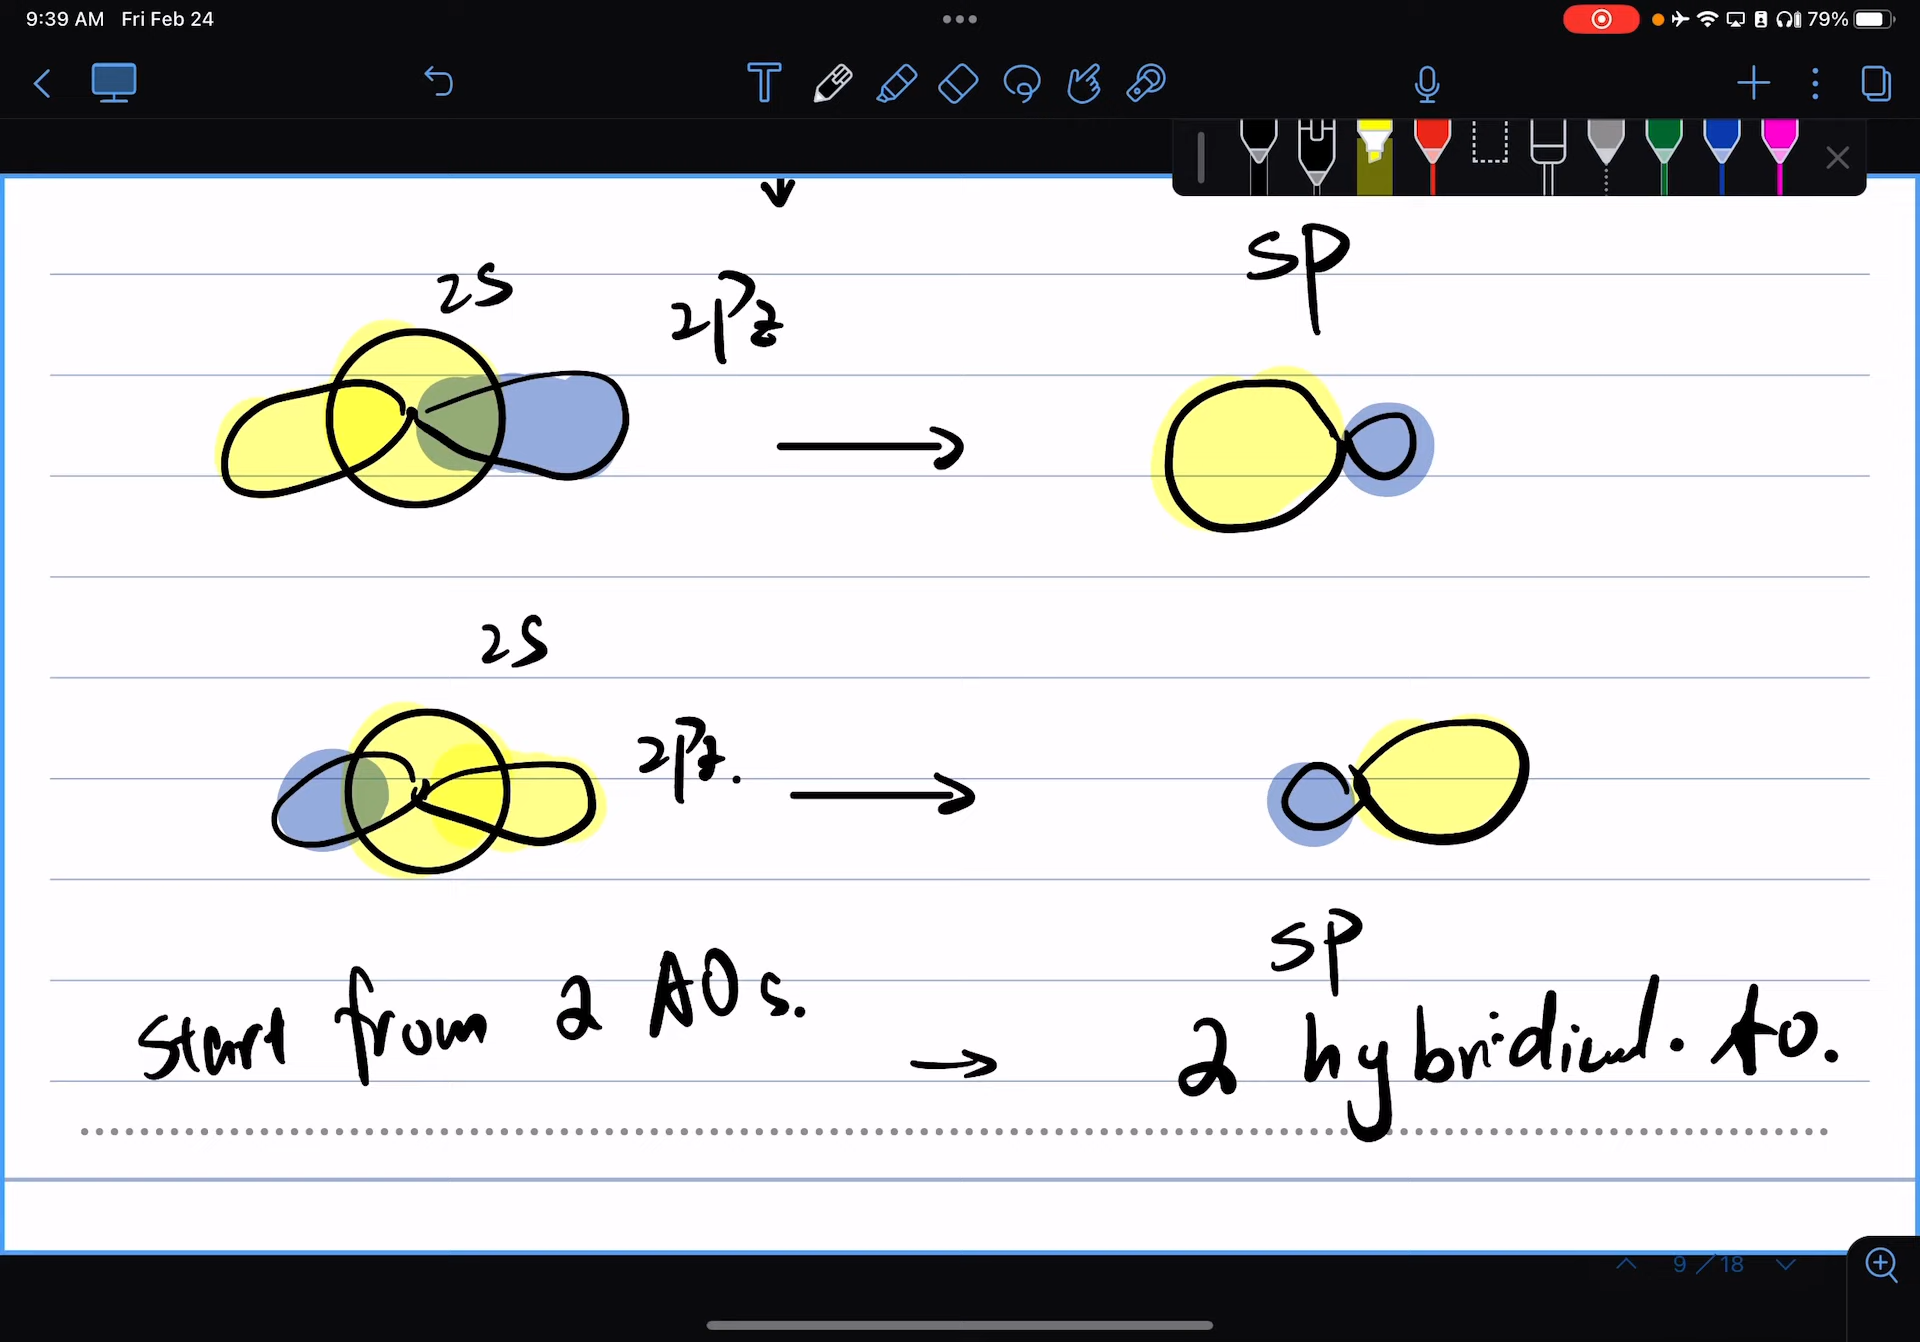 9:39 AM Fri Feb 24
79%
2s
2Pz
sp
2s
2Pz.
sp
Start from 2 AOs.
2 AO.
9 / 18